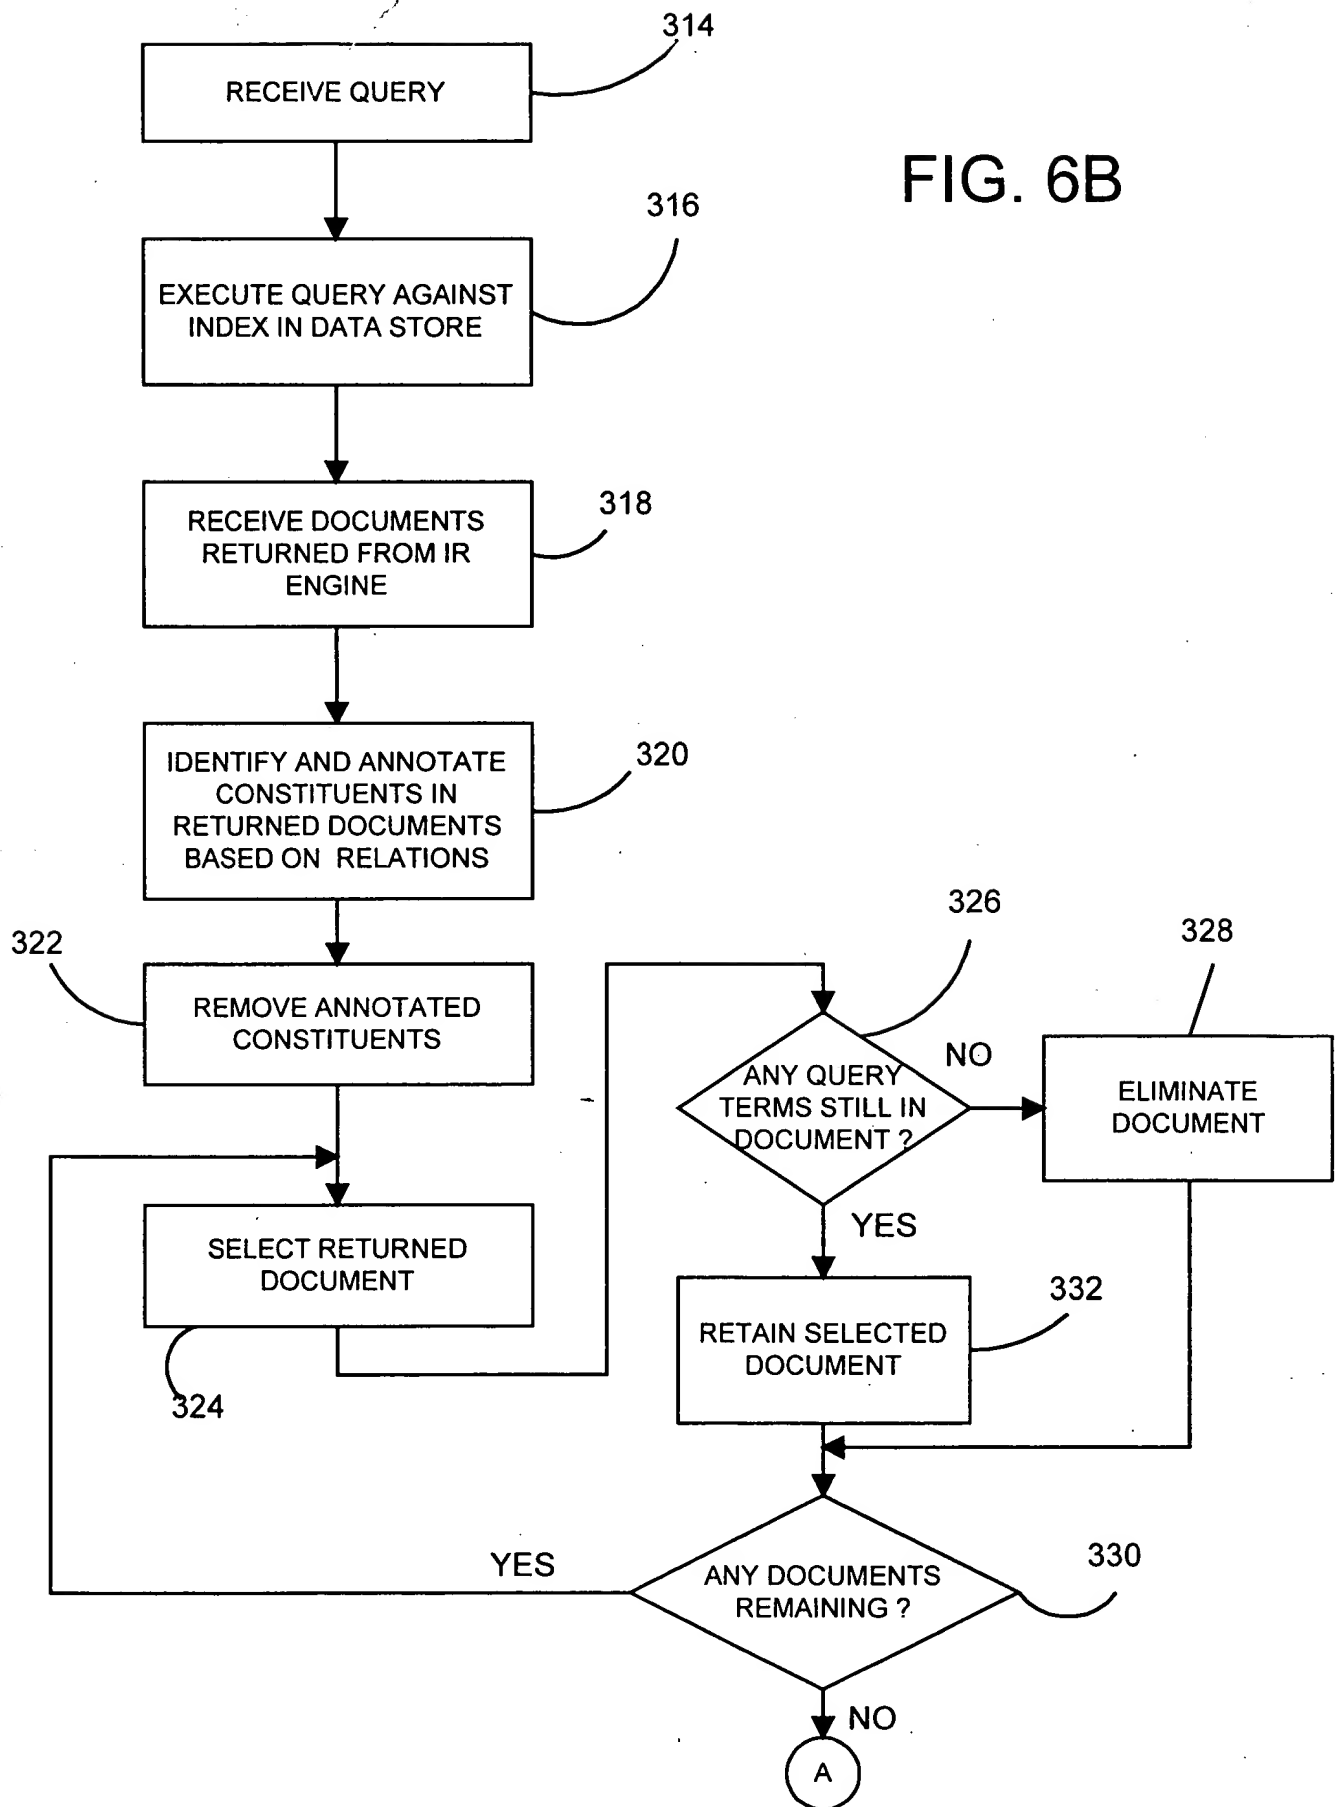 314
RECEIVE QUERY
FIG. 6B
316
EXECUTE QUERY AGAINST
INDEX IN DATA STORE
318
RECEIVE DOCUMENTS
RETURNED FROM IR
ENGINE
320
IDENTIFY AND ANNOTATE
CONSTITUENTS IN
RETURNED DOCUMENTS
BASED ON RELATIONS
322
REMOVE ANNOTATED
CONSTITUENTS
324
SELECT RETURNED
DOCUMENT
326
ANY QUERY
TERMS STILL IN
DOCUMENT ?
NO
328
ELIMINATE
DOCUMENT
YES
332
RETAIN SELECTED
DOCUMENT
330
ANY DOCUMENTS
REMAINING ?
YES
NO
A